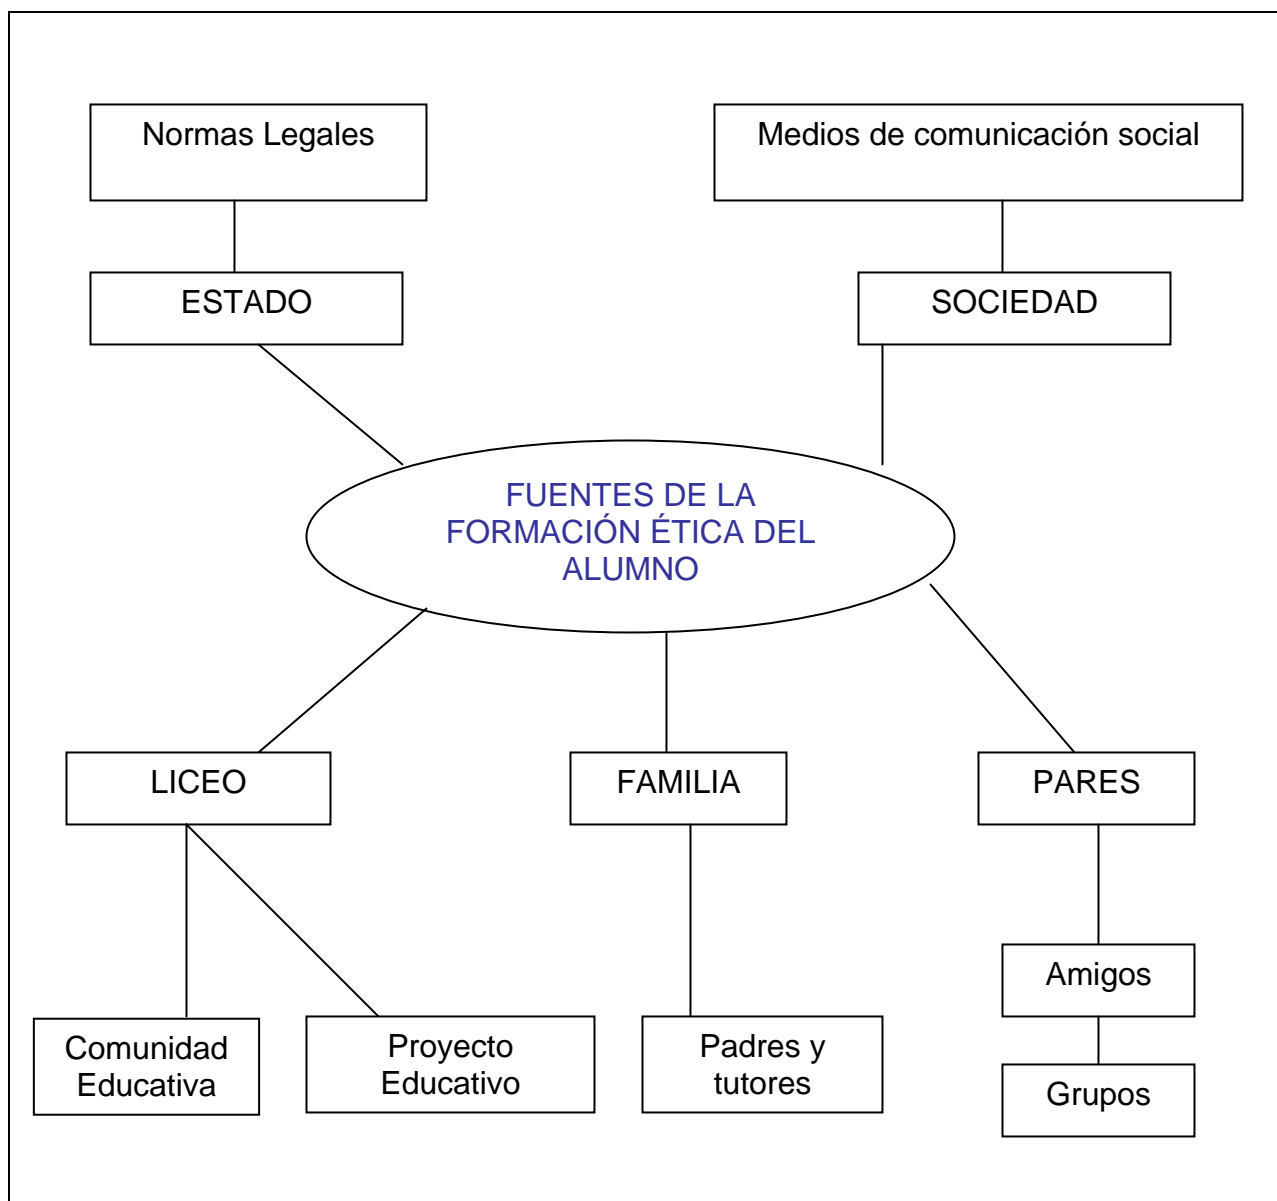 Normas Legales
Medios de comunicación social
ESTADO
SOCIEDAD
FUENTES DE LA
FORMACIÓN ÉTICA DEL
ALUMNO
LICEO
FAMILIA
PARES
Amigos
Comunidad
Educativa
Proyecto
Educativo
Padres y
tutores
Grupos